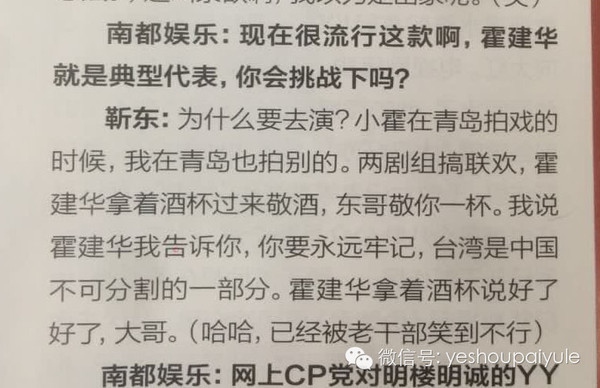 南都娱乐：现在很流行这款啊，霍建华
就是典型代表，你会挑战下吗？
靳东：为什么要去演？小霍在青岛拍戏的
时候，我在青岛也拍别的。两剧组搞联欢，霍
建华拿着酒杯过来敬酒，东哥敬你一杯。我说
霍建华我告诉你，你要永远牢记，台湾是中国
不可分割的一部分。霍建华拿着酒杯说好了
好了，大哥。（哈哈，已经被老干部笑到不行）
微信号: yeshoupaiyule
南都娱乐：网上CP党对明楼明诚的YY